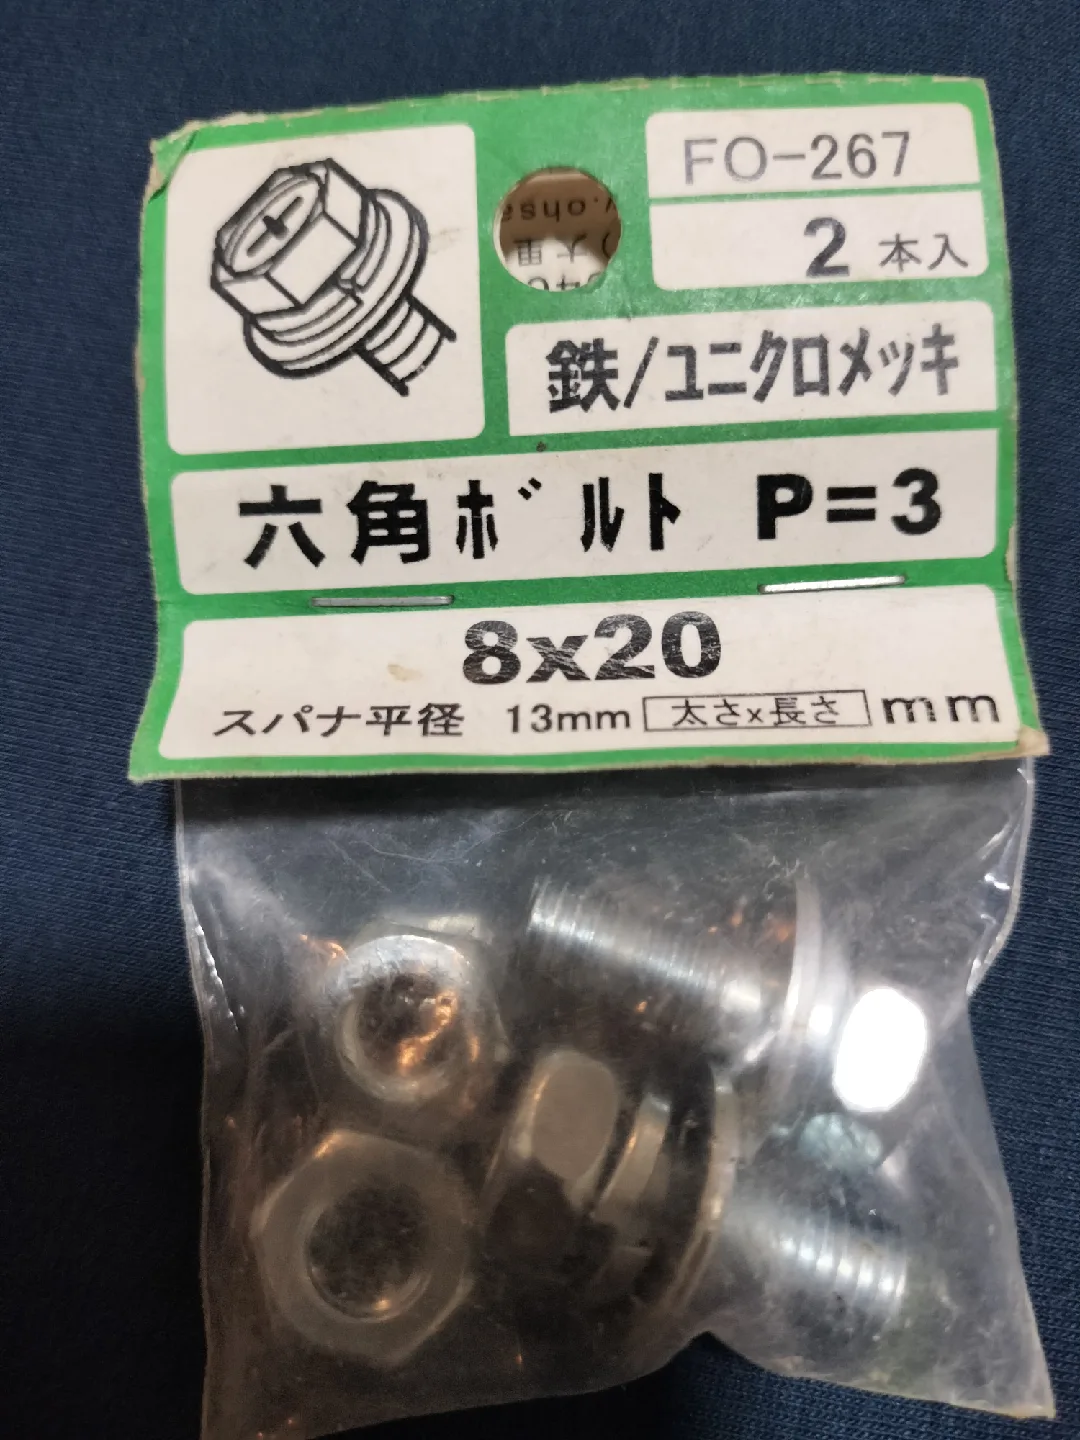 FO-267
2 本入
鉄/ユニクロメッキ
六角ボルト P=3
8x20
スパナ平径 13mm 太さx長さ mm